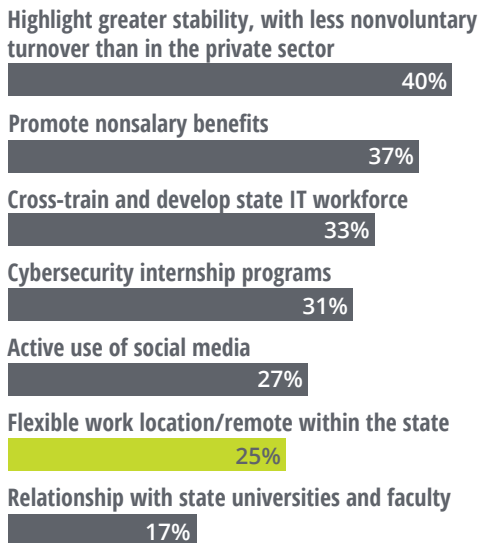 Highlight greater stability, with less nonvoluntary
turnover than in the private sector
40%
Promote nonsalary benefits
37%
Cross-train and develop state IT workforce
33%
Cybersecurity internship programs
31%
Active use of social media
27%
Flexible work location/remote within the state
25%
Relationship with state universities and faculty
17%